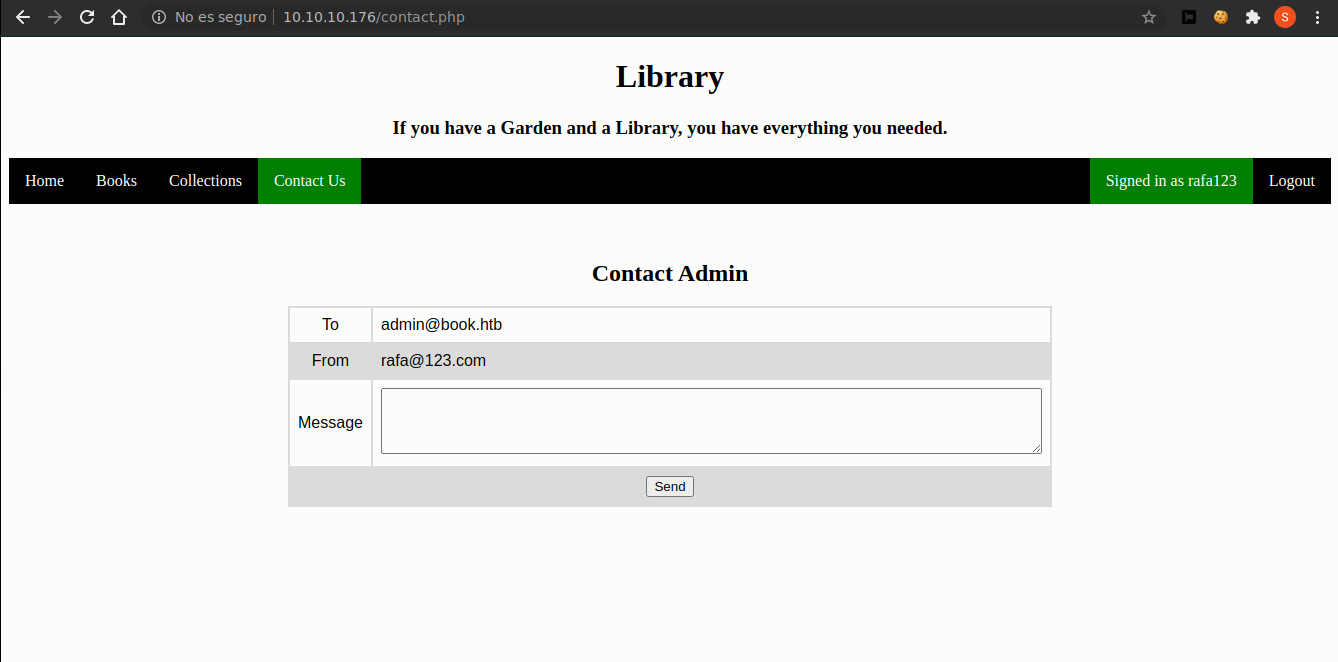 No es seguro 10.10.10.176/contact.php S
Library
If you have a Garden and a Library, you have everything you needed.
Home Books Collections Contact Us Signed in as rafa123 Logout
Contact Admin
To admin@book.htb
From rafa@123.com
Message
Send